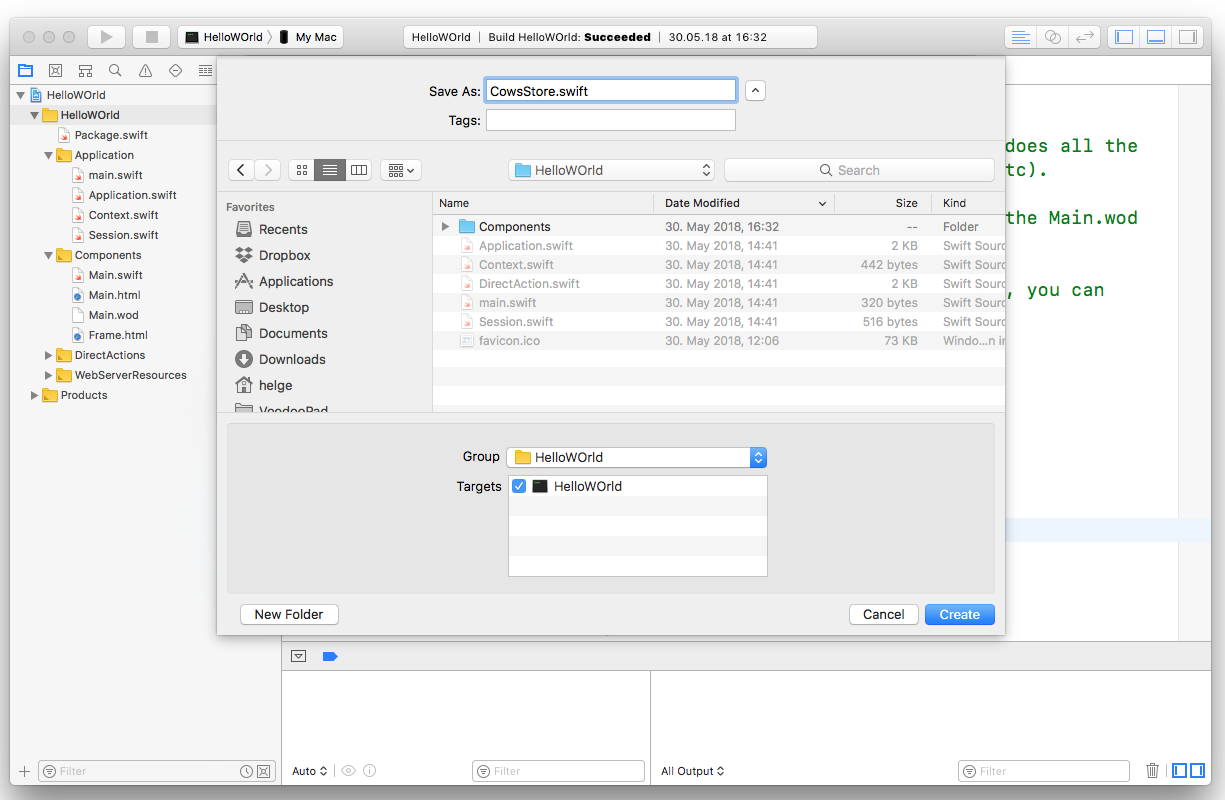 HelloWOrld My Mac HelloWOrld | Build HelloWOrld: Succeeded | 30.05.18 at 16:32
HelloWOrld
HelloWOrld
Package.swift
Application
main.swift
Application.swift
Context.swift
Session.swift
Components
Main.swift
Main.html
Main.wod
Frame.html
DirectActions
WebServerResources
Products
Filter
Save As: CowsStore.swift
Tags:
HelloWOrld
Search
Favorites
Recents
Dropbox
Applications
Desktop
Documents
Downloads
helge
VoodooPad
Name Date Modified Size Kind
Components 30. May 2018, 16:32 -- Folder
Application.swift 30. May 2018, 14:41 2 KB Swift Sourc
Context.swift 30. May 2018, 14:41 442 bytes Swift Sourc
DirectAction.swift 30. May 2018, 14:41 2 KB Swift Sourc
main.swift 30. May 2018, 14:41 320 bytes Swift Sourc
Session.swift 30. May 2018, 14:41 516 bytes Swift Sourc
favicon.ico 30. May 2018, 12:06 73 KB Windo...n in
Group HelloWOrld
Targets HelloWOrld
New Folder Cancel Create
does all the
tc).
the Main.wod
, you can
Auto Filter
All Output Filter